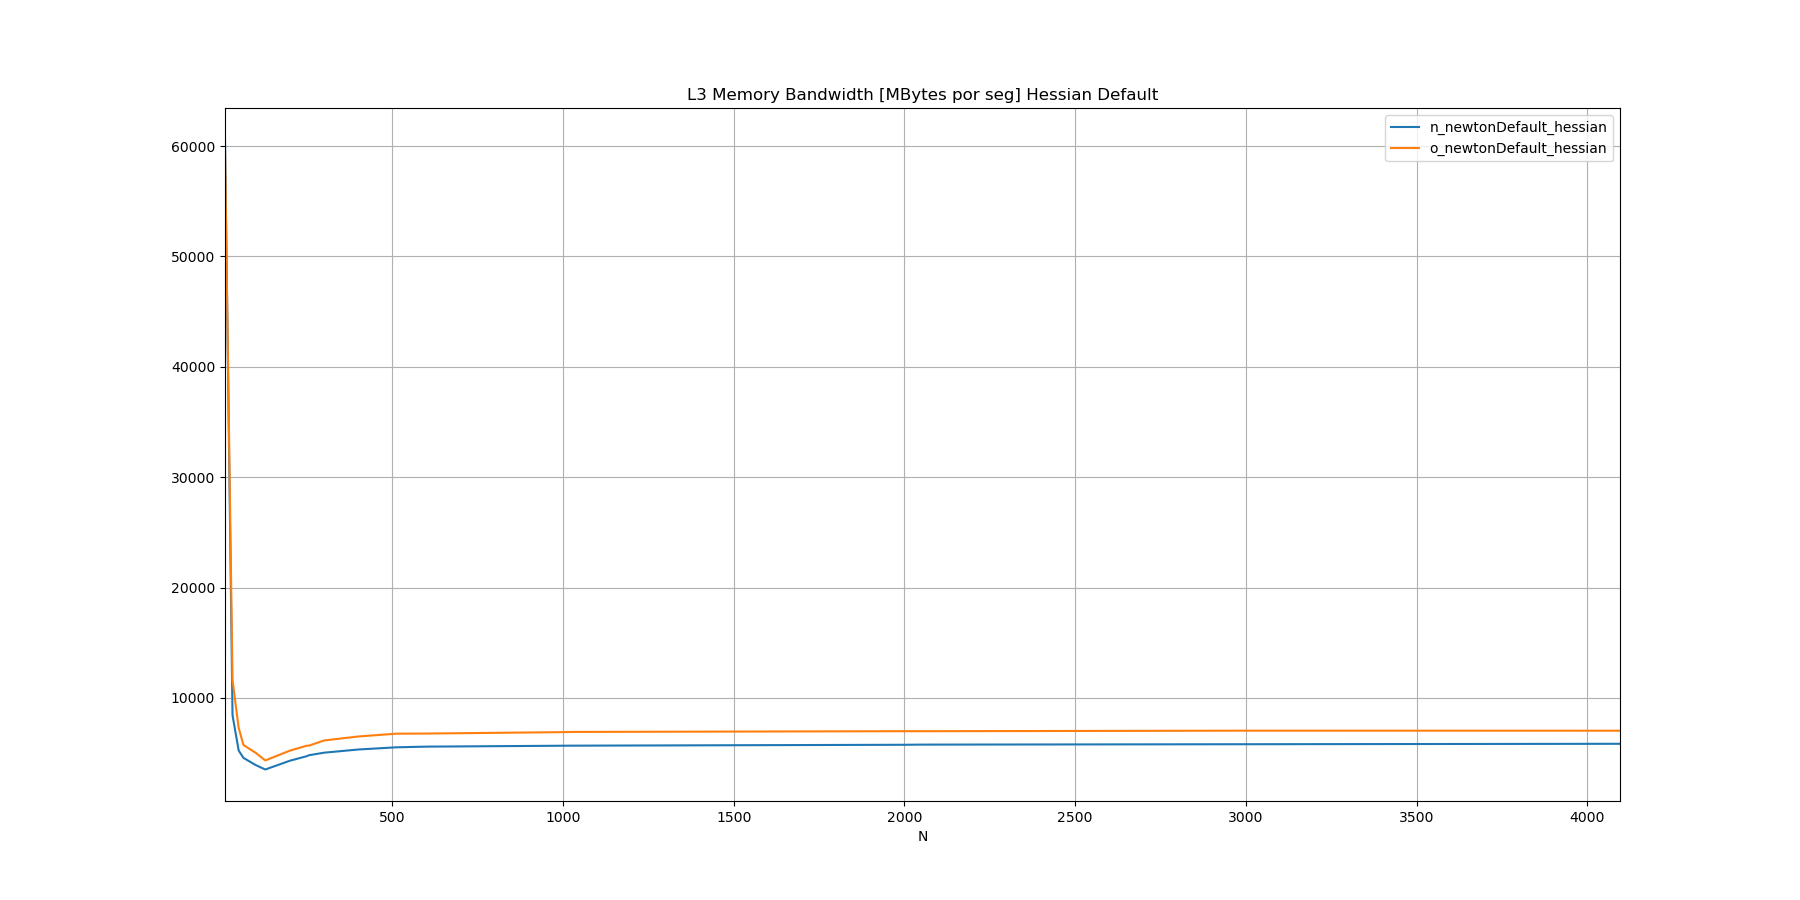 L3 Memory Bandwidth [MBytes por seg] Hessian Default
n_newtonDefault_hessian
o_newtonDefault_hessian
60000
50000
40000
30000
20000
10000
500 1000 1500 2000 2500 3000 3500 4000
N